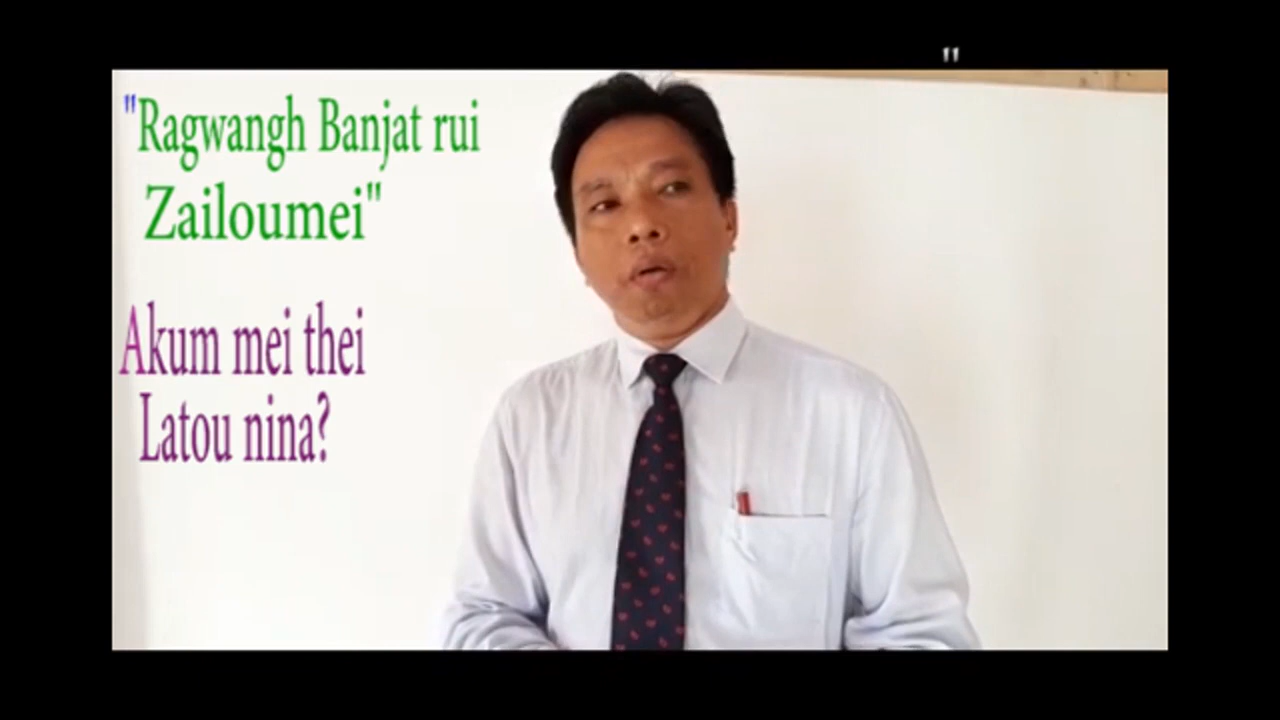 "
"Ragwangh Banjat rui
Zailoumei"
Akum mei thei
Latou nina?